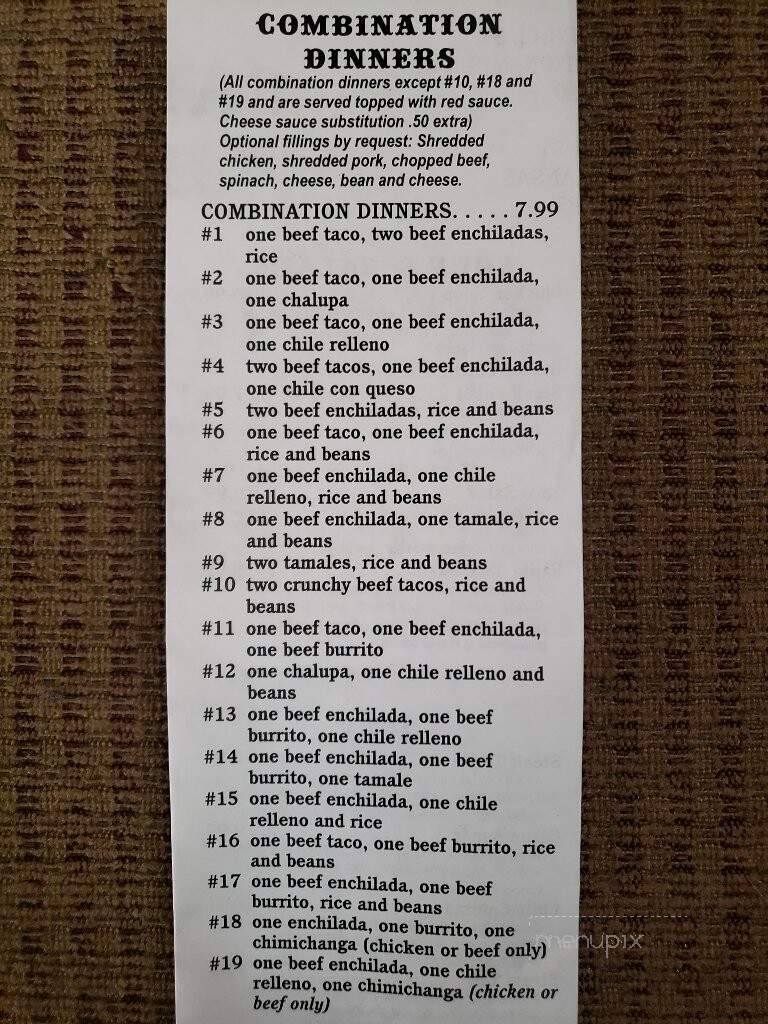 COMBINATION
DINNERS
(All combination dinners except #10, #18 and
#19 and are served topped with red sauce.
Cheese sauce substitution .50 extra)
Optional fillings by request: Shredded
chicken, shredded pork, chopped beef,
spinach, cheese, bean and cheese.
COMBINATION DINNERS. . . . . 7.99
#1 one beef taco, two beef enchiladas,
rice
#2 one beef taco, one beef enchilada,
one chalupa
#3 one beef taco, one beef enchilada,
one chile relleno
#4 two beef tacos, one beef enchilada,
one chile con queso
#5 two beef enchiladas, rice and beans
#6 one beef taco, one beef enchilada,
rice and beans
#7 one beef enchilada, one chile
relleno, rice and beans
#8 one beef enchilada, one tamale, rice
and beans
#9 two tamales, rice and beans
#10 two crunchy beef tacos, rice and
beans
#11 one beef taco, one beef enchilada,
one beef burrito
#12 one chalupa, one chile relleno and
beans
#13 one beef enchilada, one beef
burrito, one chile relleno
#14 one beef enchilada, one beef
burrito, one tamale
#15 one beef enchilada, one chile
relleno and rice
#16 one beef taco, one beef burrito, rice
and beans
#17 one beef enchilada, one beef
burrito, rice and beans
#18 one enchilada, one burrito, one
chimichanga (chicken or beef only)
menupix
#19 one beef enchilada, one chile
relleno, one chimichanga (chicken or
beef only)